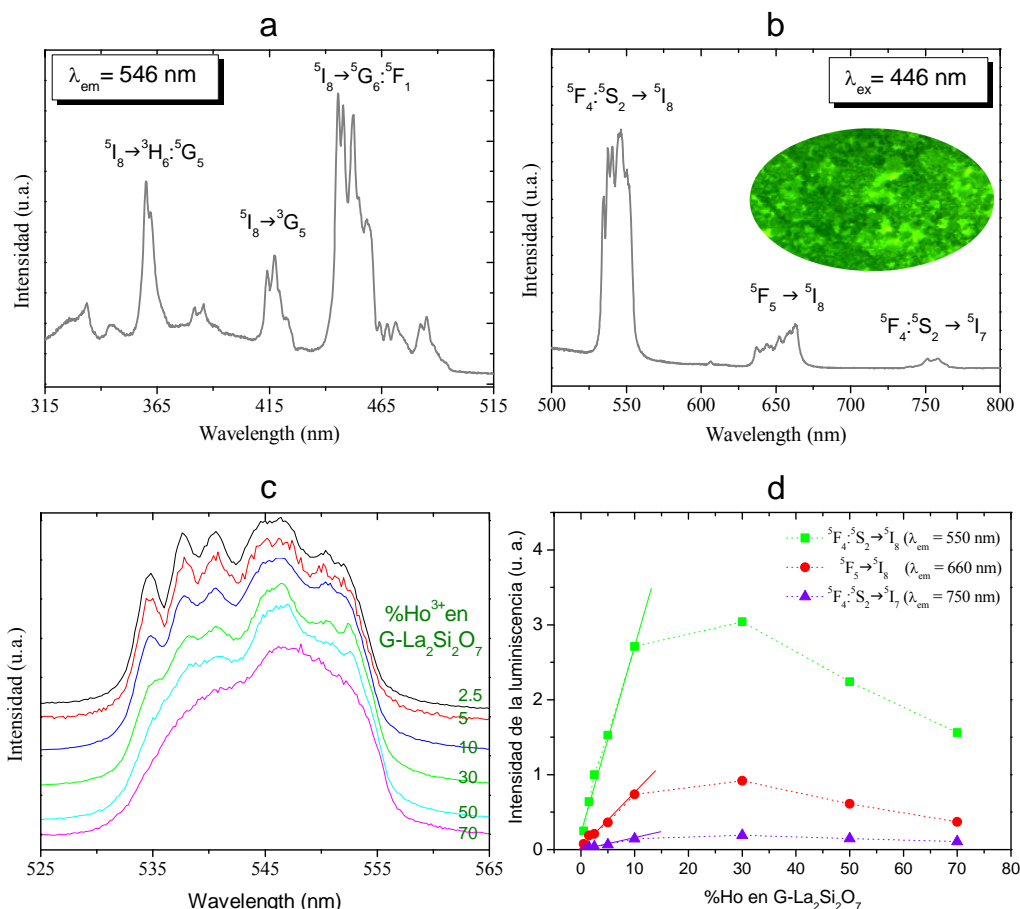 a
λem= 546 nm
⁵I₈→³H₆:⁵G₅
⁵I₈→³G₅
⁵I₈→⁵G₆:⁵F₁
Intensidad (u.a.)
315 365 415 465 515
Wavelength (nm)
b
λex= 446 nm
⁵F₄:⁵S₂ → ⁵I₈
⁵F₅ → ⁵I₈
⁵F₄:⁵S₂ → ⁵I₇
Intensidad (u.a.)
500 550 600 650 700 750 800
Wavelength (nm)
c
Intensidad (u.a.)
%Ho³⁺en
G-La₂Si₂O₇
2.5
5
10
30
50
70
525 535 545 555 565
Wavelength (nm)
d
Intensidad de la luminiscencia (u. a.)
4
3
2
1
0
⁵F₄:⁵S₂→⁵I₈ (λem = 550 nm)
⁵F₅→⁵I₈ (λem = 660 nm)
⁵F₄:⁵S₂→⁵I₇ (λem = 750 nm)
0 10 20 30 40 50 60 70 80
%Ho en G-La₂Si₂O₇